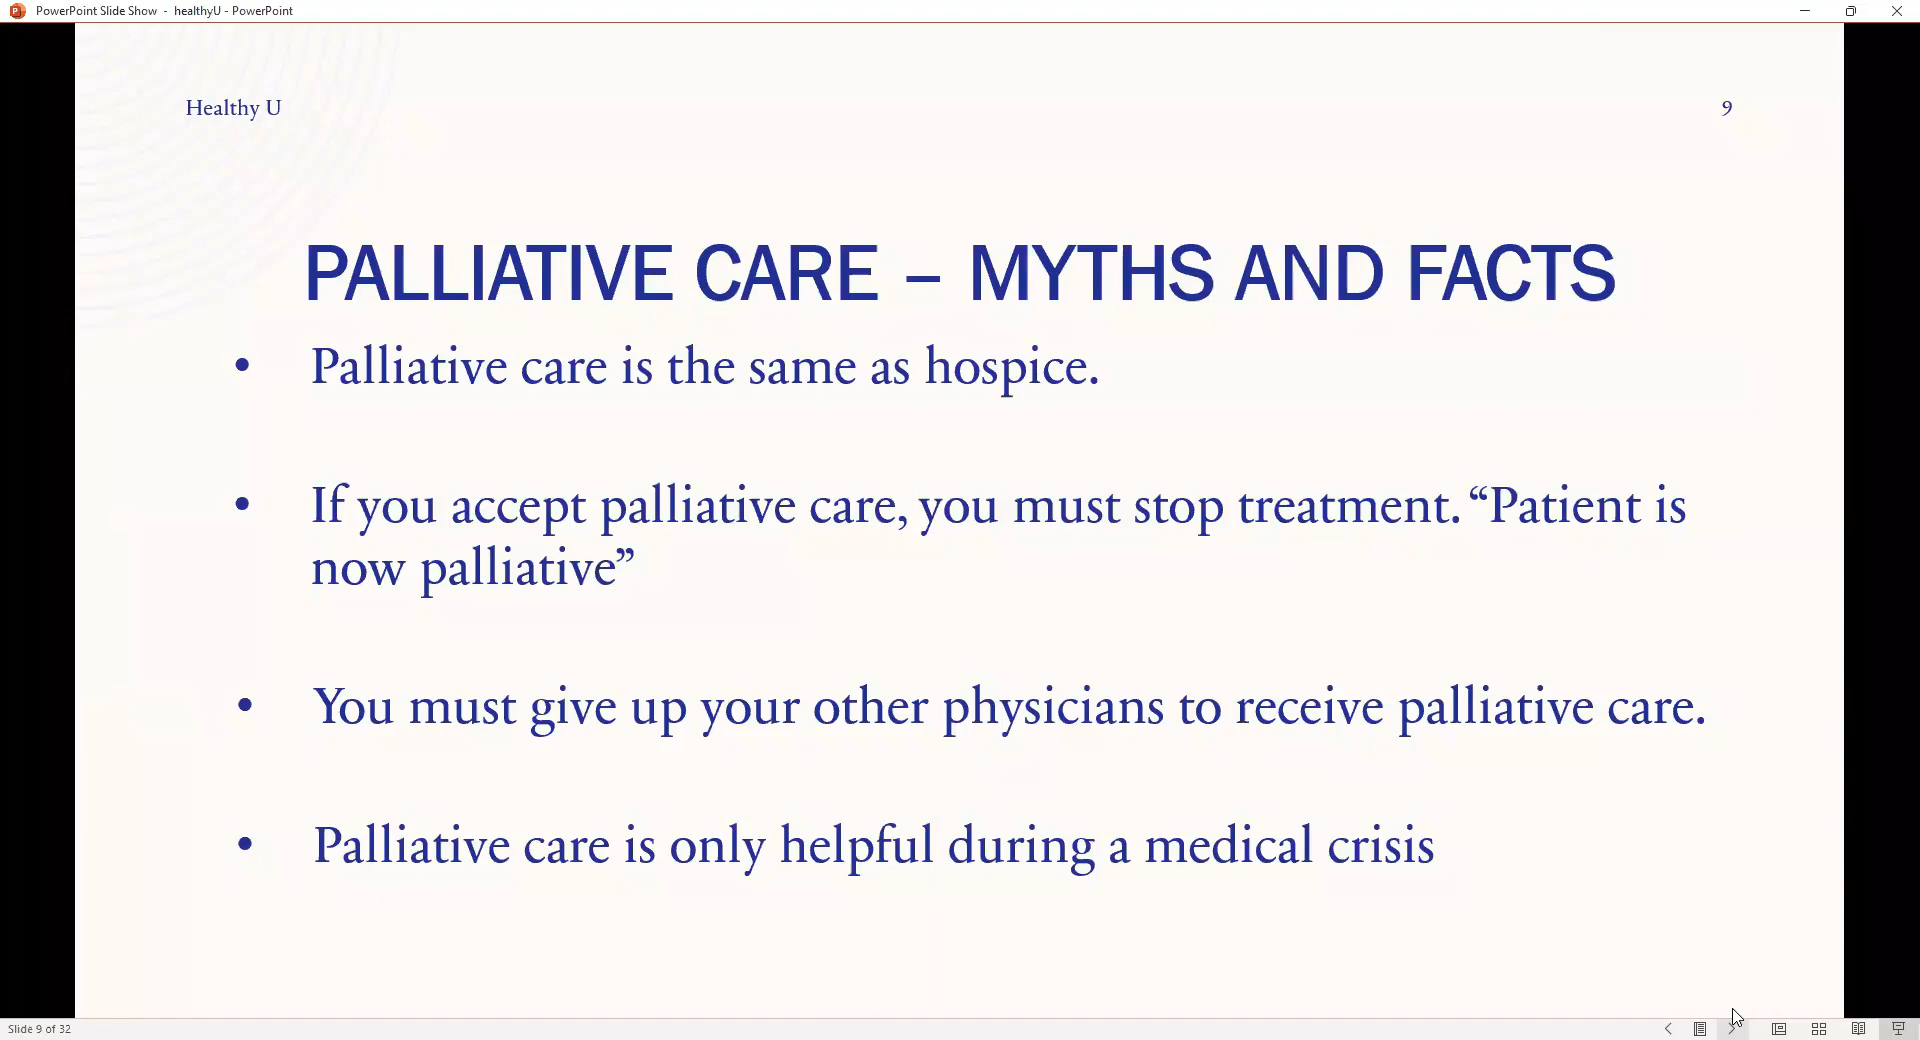 PowerPoint Slide Show - healthyU - PowerPoint
Healthy U
9
PALLIATIVE CARE – MYTHS AND FACTS
• Palliative care is the same as hospice.
• If you accept palliative care, you must stop treatment. “Patient is
now palliative”
• You must give up your other physicians to receive palliative care.
• Palliative care is only helpful during a medical crisis
Slide 9 of 32